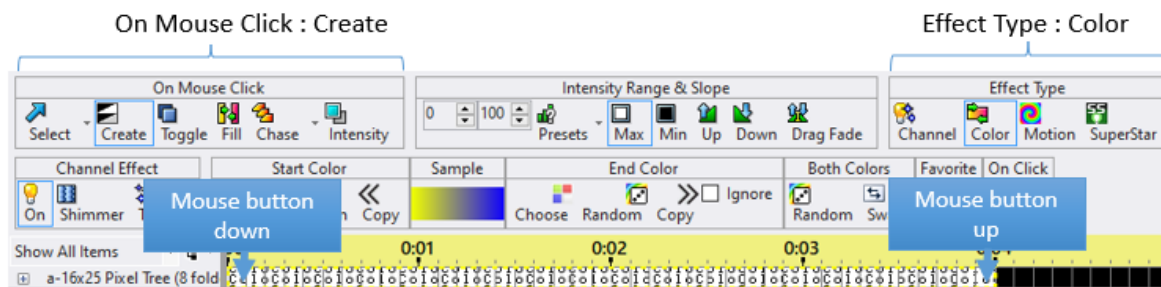 On Mouse Click : Create
Effect Type : Color
On Mouse Click
Intensity Range & Slope
Effect Type
Select Create Toggle Fill Chase Intensity
0 100 Presets Max Min Up Down Drag Fade
Channel Color Motion SuperStar
Channel Effect
Start Color
Sample
End Color
Both Colors
Favorite
On Click
On Shimmer
Copy
Choose Random Copy Ignore
Random
Mouse button
down
Mouse button
up
Show All Items
0:01 0:02 0:03
a-16x25 Pixel Tree (8 fold